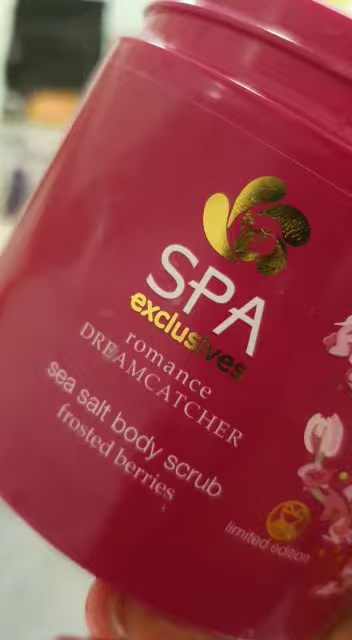 SPA
exclusives
romance
DREAMCATCHER
sea salt body scrub
frosted berries
limited edition